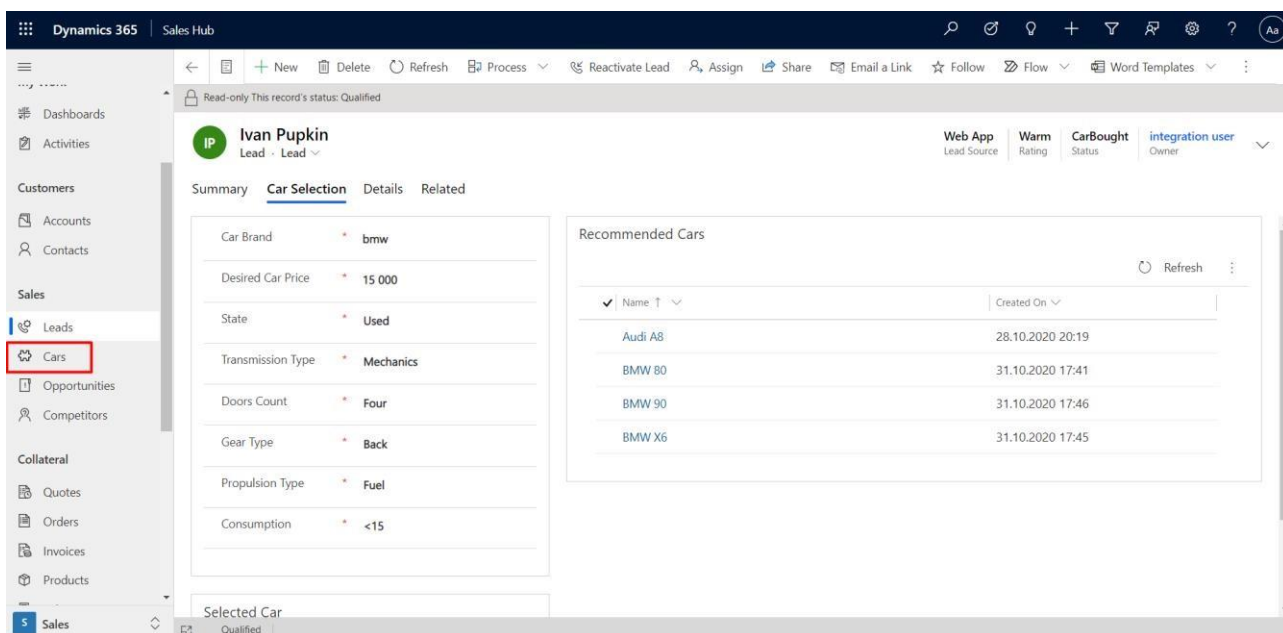 Dynamics 365 Sales Hub ? Aa
New Delete Refresh Process Reactivate Lead Assign Share Email a Link Follow Flow Word Templates
Read-only This record's status: Qualified
Dashboards
Activities
Customers
Accounts
Contacts
Sales
Leads
Cars
Opportunities
Competitors
Collateral
Quotes
Orders
Invoices
Products
S Sales
IP Ivan Pupkin
Lead · Lead
Web App Warm CarBought integration user
Lead Source Rating Status Owner
Summary Car Selection Details Related
Car Brand * bmw
Desired Car Price * 15 000
State * Used
Transmission Type * Mechanics
Doors Count * Four
Gear Type * Back
Propulsion Type * Fuel
Consumption * <15
Selected Car
Qualified
Recommended Cars
Refresh
Name ↑ Created On
Audi A8 28.10.2020 20:19
BMW 80 31.10.2020 17:41
BMW 90 31.10.2020 17:46
BMW X6 31.10.2020 17:45